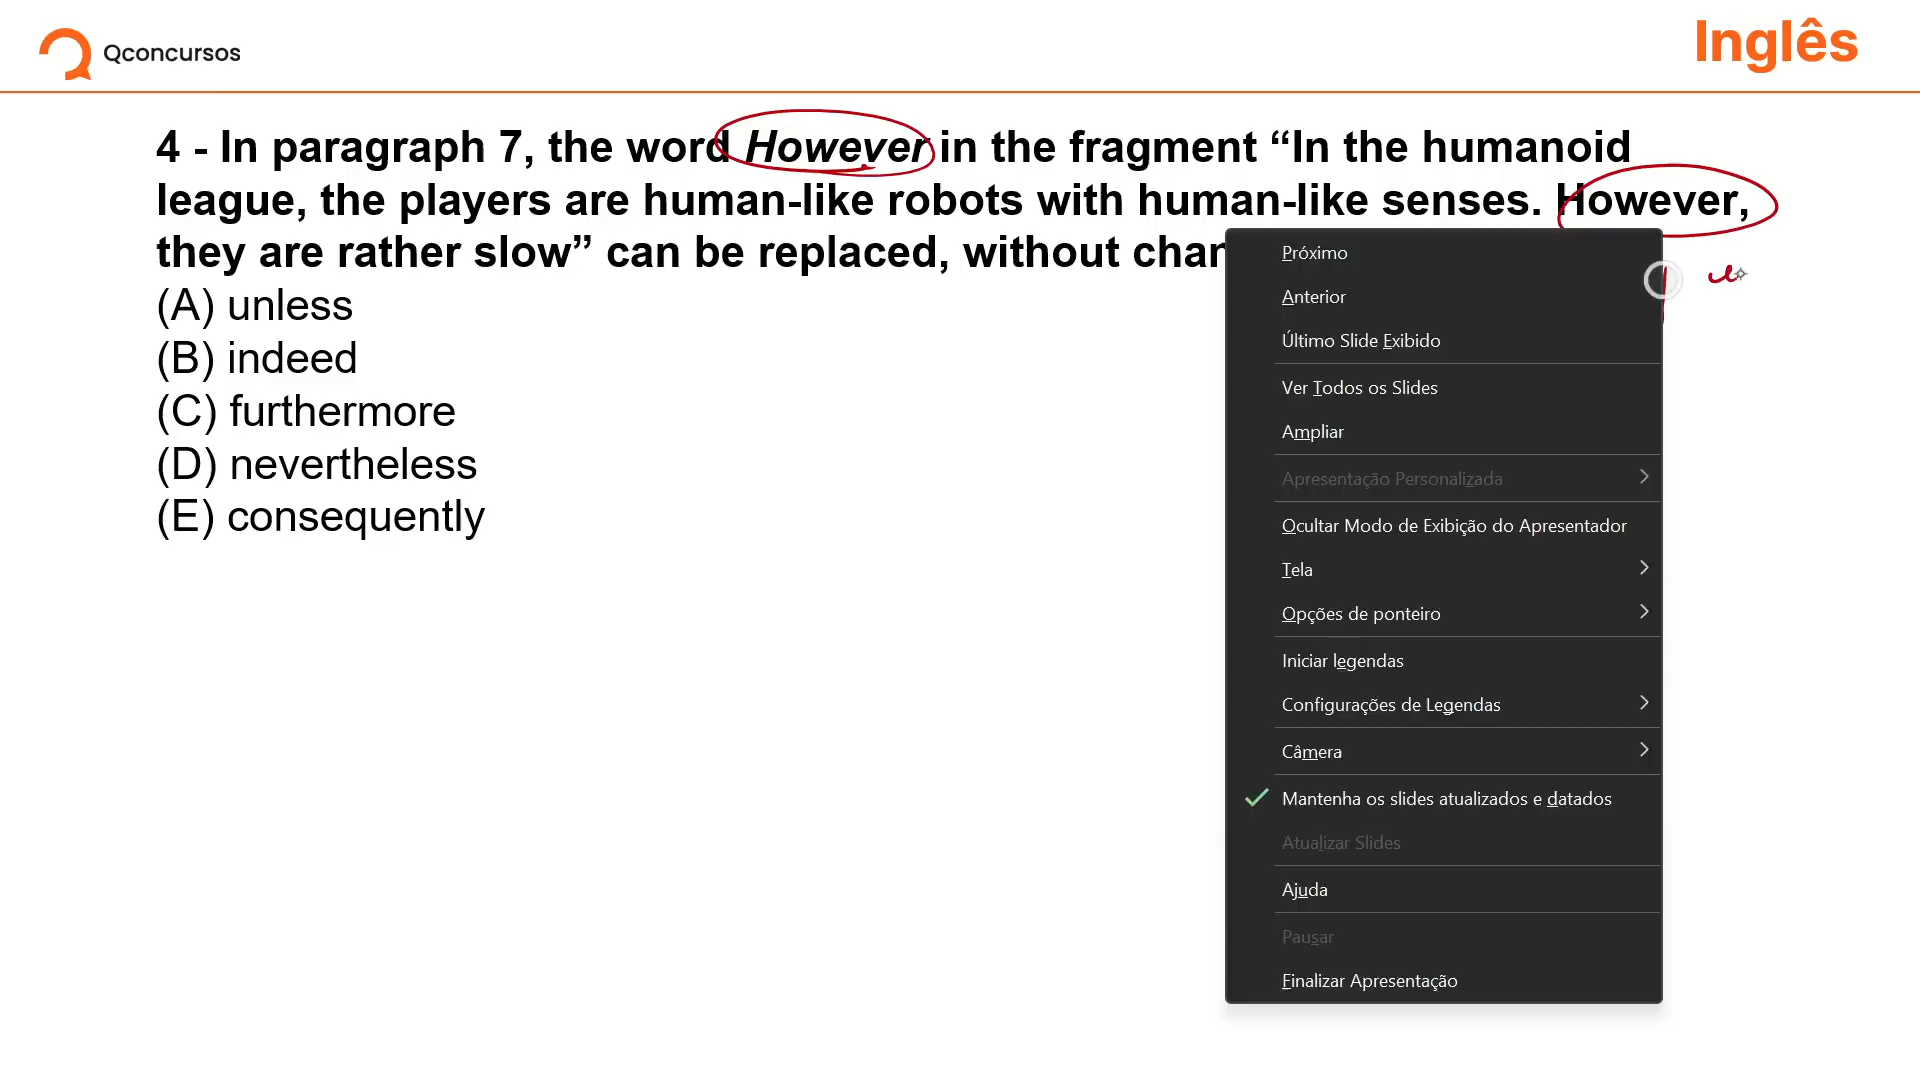 Qconcursos
Inglês
4 - In paragraph 7, the word However in the fragment “In the humanoid
league, the players are human-like robots with human-like senses. However,
they are rather slow” can be replaced, without chan
(A) unless
(B) indeed
(C) furthermore
(D) nevertheless
(E) consequently
Próximo
Anterior
Último Slide Exibido
Ver Todos os Slides
Ampliar
Apresentação Personalizada
Ocultar Modo de Exibição do Apresentador
Tela
Opções de ponteiro
Iniciar legendas
Configurações de Legendas
Câmera
Mantenha os slides atualizados e datados
Atualizar Slides
Ajuda
Pausar
Finalizar Apresentação